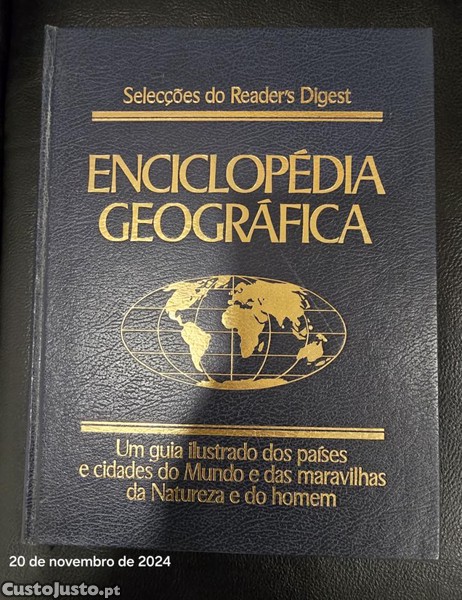 Selecções do Reader's Digest
ENCICLOPÉDIA
GEOGRÁFICA
Um guia ilustrado dos países
e cidades do Mundo e das maravilhas
da Natureza e do homem
20 de novembro de 2024
CustoJusto.pt